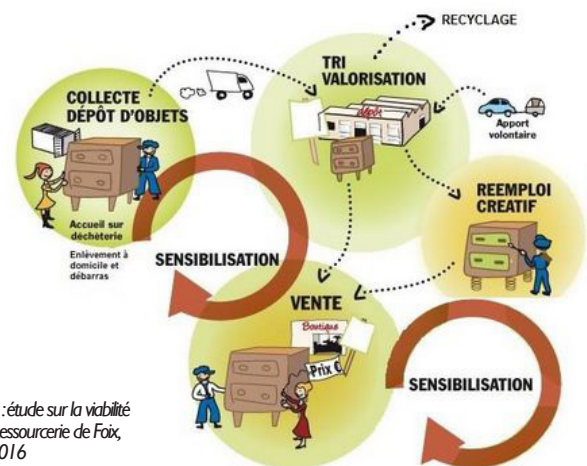 RECYCLAGE
TRI
VALORISATION
COLLECTE
DÉPÔT D'OBJETS
dépôt
Apport
volontaire
Accueil sur
déchèterie
Enlèvement à
domicile et
débarras
REEMPLOI
CREATIF
SENSIBILISATION
VENTE
Boutique
Prix €
SENSIBILISATION
: étude sur la viabilité
essourcerie de Foix,
016